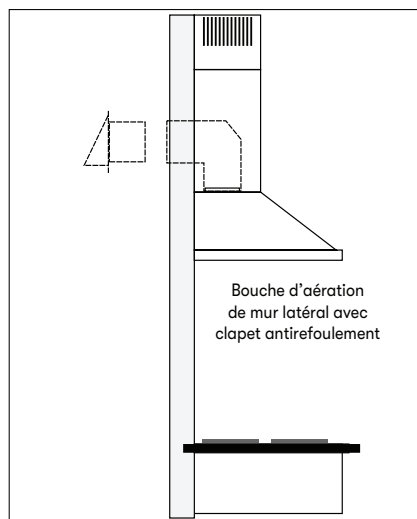 Bouche d’aération
de mur latéral avec
clapet antirefoulement